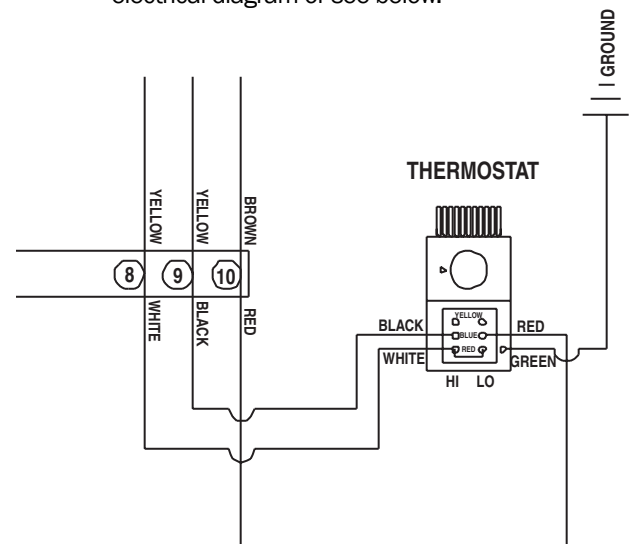 electrical diagram or see below.
GROUND
THERMOSTAT
YELLOW
YELLOW
BROWN
8
9
10
WHITE
BLACK
RED
YELLOW
BLACK
BLUE
RED
WHITE
RED
GREEN
HI LO